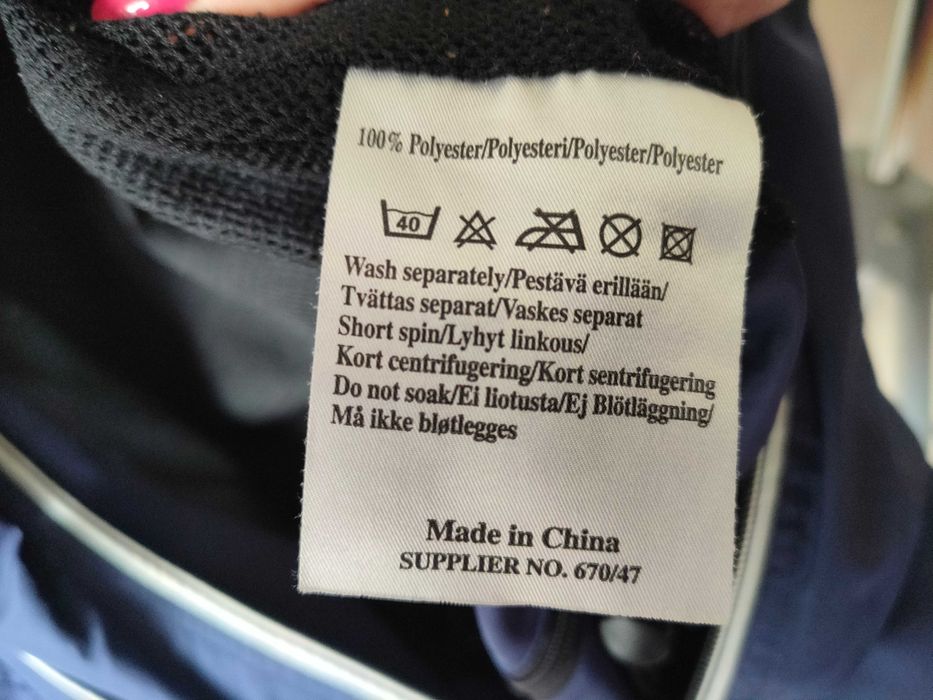 100% Polyester/Polyesteri/Polyester/Polyester
40
Wash separately/Pestävä erillään/
Tvättas separat/Vaskes separat
Short spin/Lyhyt linkous/
Kort centrifugering/Kort sentrifugering
Do not soak/Ei liotusta/Ej Blötläggning/
Må ikke bløtlegges
Made in China
SUPPLIER NO. 670/47